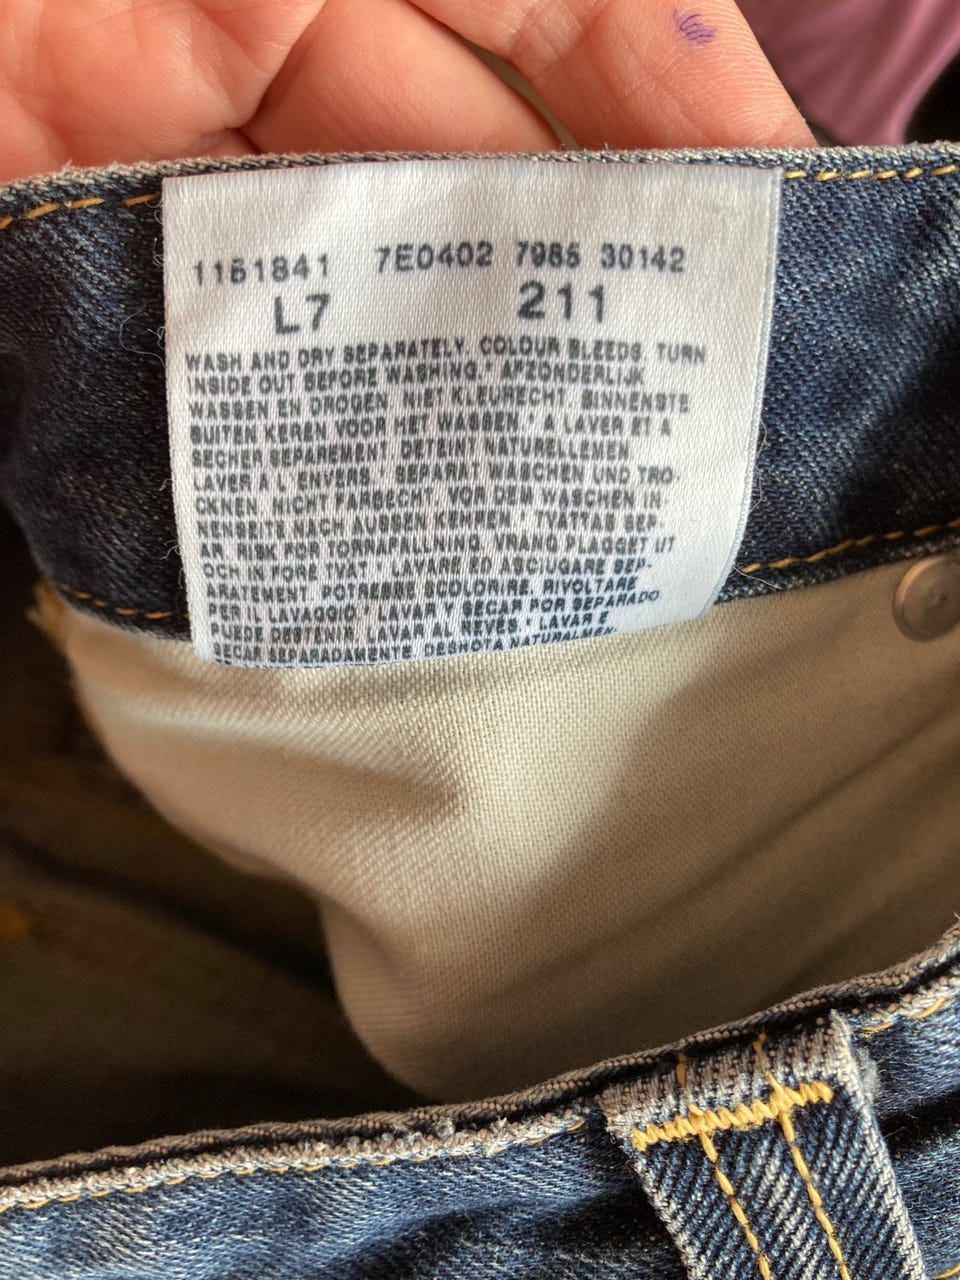 1151841 7E0402 7985 30142
L7 211
WASH AND DRY SEPARATELY. COLOUR BLEEDS. TURN
INSIDE OUT BEFORE WASHING.* AFZONDERLIJK
WASSEN EN DROGEN. NIET KLEURECHT. BINNENSTE
BUITEN KEREN VOOR HET WASSEN.* A LAVER ET A
SECHER SEPAREMENT. DETEINT NATURELLEMEN.
LAVER A L'ENVERS.* SEPARAT WASCHEN UND TRO-
CKNEN. NICHT FARBECHT. VOR DEM WASCHEN IN-
NENSEITE NACH AUSSEN KEHREN.* TVATTAS SEP-
AR. RISK FOR TORRAPALLNING. VRANG PLAGGET UT
OCH IN FORE VAT.* LAVARE ED ASCIUGARE SEP-
ARATEMENT. POTREBBE SCOLORIRE. RIVOLTARE
PER IL LAVAGGIO.* LAVAR Y SECAR POR SEPARADO
PUEDE DESTENIR. LAVAR AL REVES.* LAVAR E
SECAR SEPARADAMENTE. DESBOTA NATURALMEN-